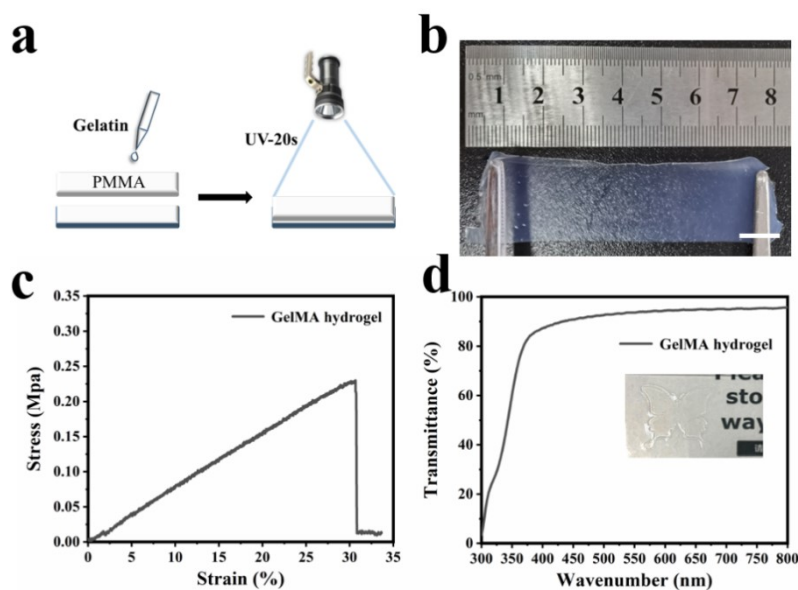 a
Gelatin
PMMA
UV-20s
b
0.5 mm
1 2 3 4 5 6 7 8
mm
c
0.35
0.30
0.25
0.20
0.15
0.10
0.05
0.00
0 5 10 15 20 25 30 35
Stress (Mpa)
Strain (%)
GelMA hydrogel
d
100
80
60
40
20
0
300 350 400 450 500 550 600 650 700 750 800
Transmittance (%)
Wavenumber (nm)
GelMA hydrogel
sto
way